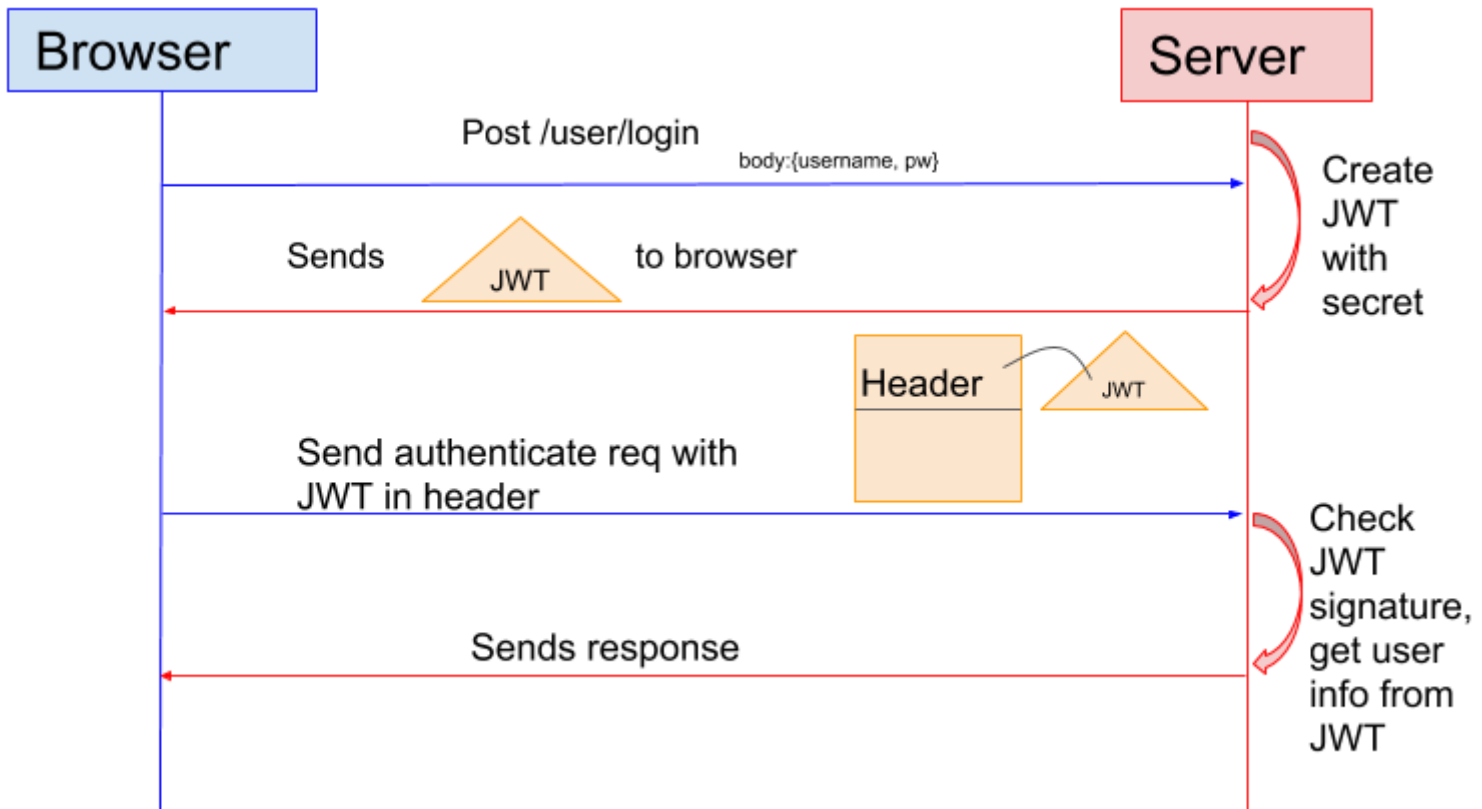 Browser
Server
Post /user/login
body:{username, pw}
Create
JWT
with
secret
Sends
JWT
to browser
Header
JWT
Send authenticate req with
JWT in header
Check
JWT
signature,
get user
info from
JWT
Sends response